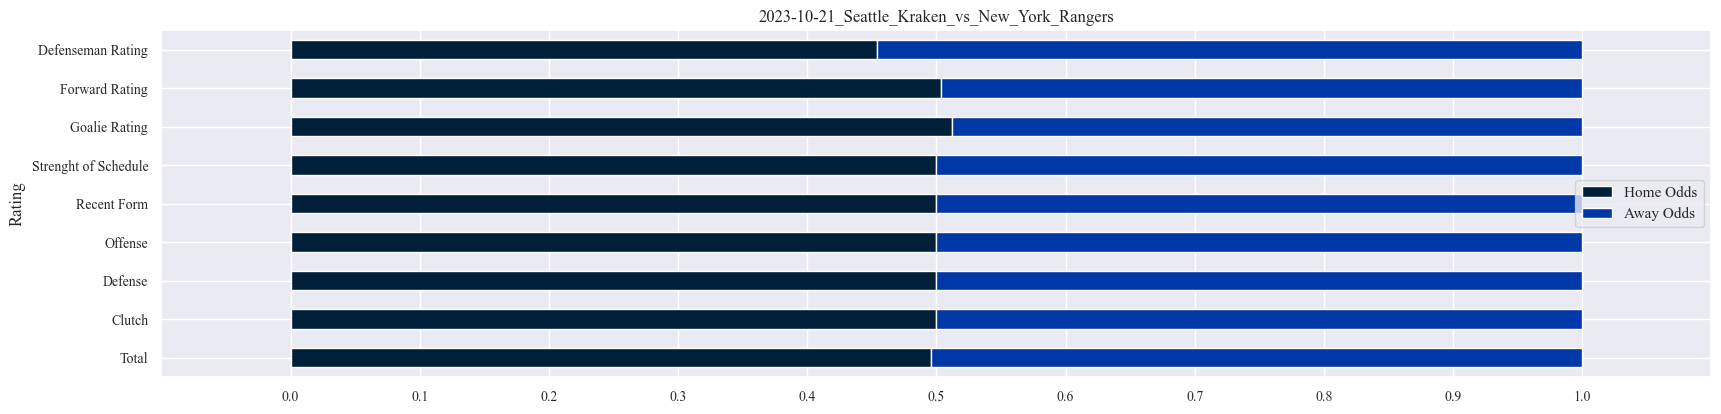 2023-10-21_Seattle_Kraken_vs_New_York_Rangers
Rating
Defenseman Rating
Forward Rating
Goalie Rating
Strenght of Schedule
Recent Form
Offense
Defense
Clutch
Total
Home Odds
Away Odds
0.0 0.1 0.2 0.3 0.4 0.5 0.6 0.7 0.8 0.9 1.0